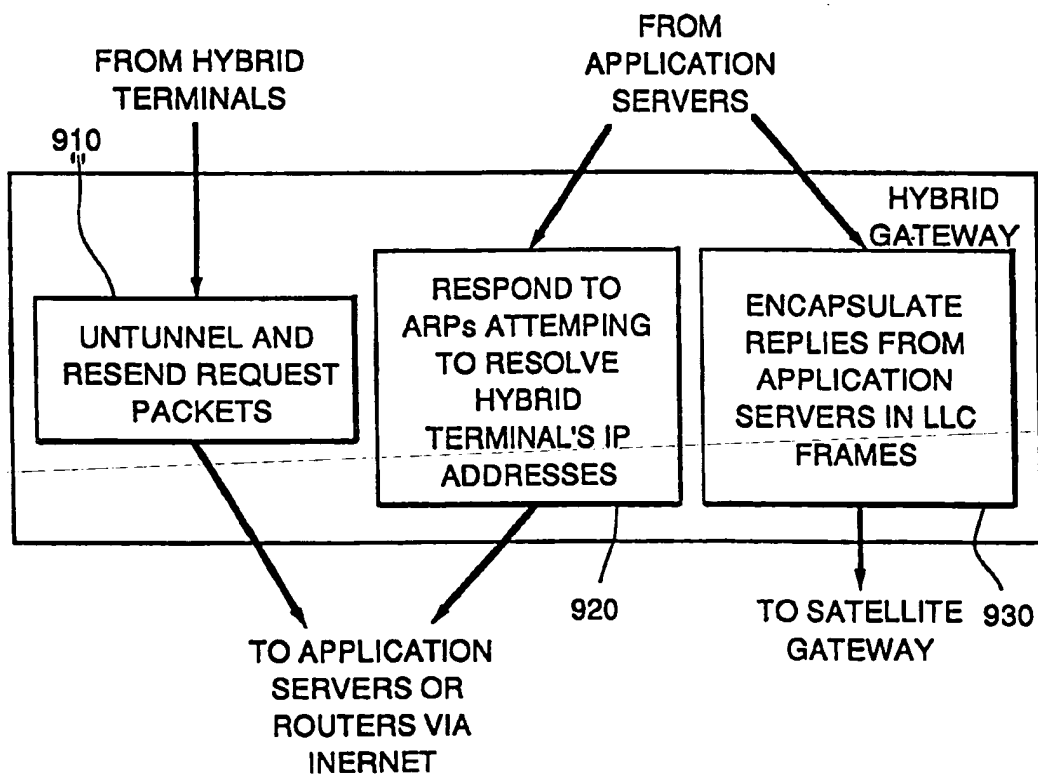 FROM HYBRID
TERMINALS
FROM
APPLICATION
SERVERS
910
HYBRID
GATEWAY
UNTUNNEL AND
RESEND REQUEST
PACKETS
RESPOND TO
ARPs ATTEMPING
TO RESOLVE
HYBRID
TERMINAL'S IP
ADDRESSES
ENCAPSULATE
REPLIES FROM
APPLICATION
SERVERS IN LLC
FRAMES
920
930
TO APPLICATION
SERVERS OR
ROUTERS VIA
INERNET
TO SATELLITE
GATEWAY